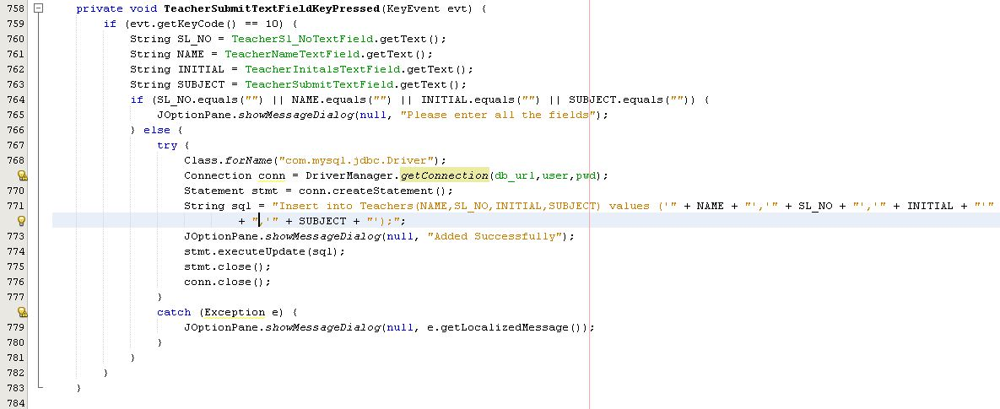 758 private void TeacherSubmitTextFieldKeyPressed(KeyEvent evt) {
759 if (evt.getKeyCode() == 10) {
760 String SL_NO = TeacherSl_NoTextField.getText();
761 String NAME = TeacherNameTextField.getText();
762 String INITIAL = TeacherInitalsTextField.getText();
763 String SUBJECT = TeacherSubmitTextField.getText();
764 if (SL_NO.equals("") || NAME.equals("") || INITIAL.equals("") || SUBJECT.equals("")) {
765 JOptionPane.showMessageDialog(null, "Please enter all the fields");
766 } else {
767 try {
768 Class.forName("com.mysql.jdbc.Driver");
Connection conn = DriverManager.getConnection(db_url,user,pwd);
770 Statement stmt = conn.createStatement();
771 String sql = "Insert into Teachers(NAME,SL_NO,INITIAL,SUBJECT) values ('" + NAME + "','" + SL_NO + "','" + INITIAL + "'"
+ ",'" + SUBJECT + "');";
773 JOptionPane.showMessageDialog(null, "Added Successfully");
774 stmt.executeUpdate(sql);
775 stmt.close();
776 conn.close();
777 }
catch (Exception e) {
779 JOptionPane.showMessageDialog(null, e.getLocalizedMessage());
780 }
781 }
782 }
783 }
784